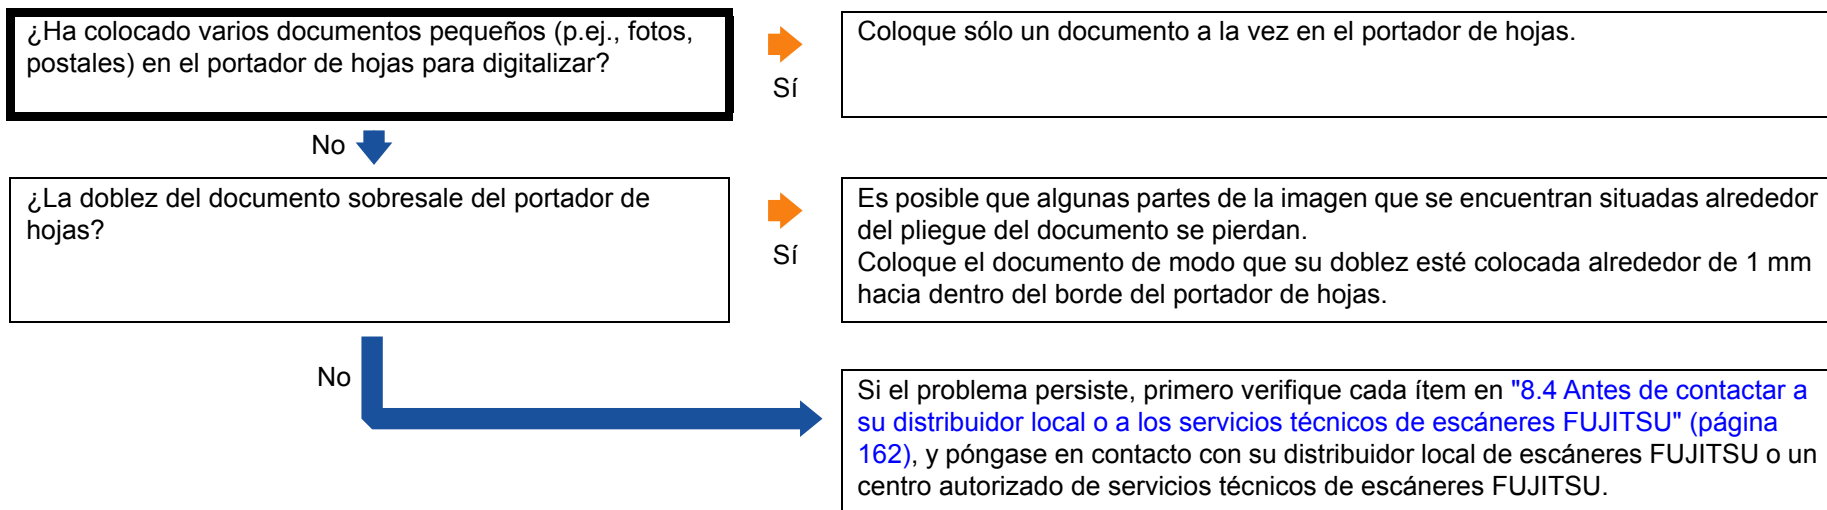 ¿Ha colocado varios documentos pequeños (p.ej., fotos,
postales) en el portador de hojas para digitalizar?
Sí
Coloque sólo un documento a la vez en el portador de hojas.
No
¿La doblez del documento sobresale del portador de
hojas?
Sí
Es posible que algunas partes de la imagen que se encuentran situadas alrededor
del pliegue del documento se pierdan.
Coloque el documento de modo que su doblez esté colocada alrededor de 1 mm
hacia dentro del borde del portador de hojas.
No
Si el problema persiste, primero verifique cada ítem en "8.4 Antes de contactar a
su distribuidor local o a los servicios técnicos de escáneres FUJITSU" (página
162), y póngase en contacto con su distribuidor local de escáneres FUJITSU o un
centro autorizado de servicios técnicos de escáneres FUJITSU.